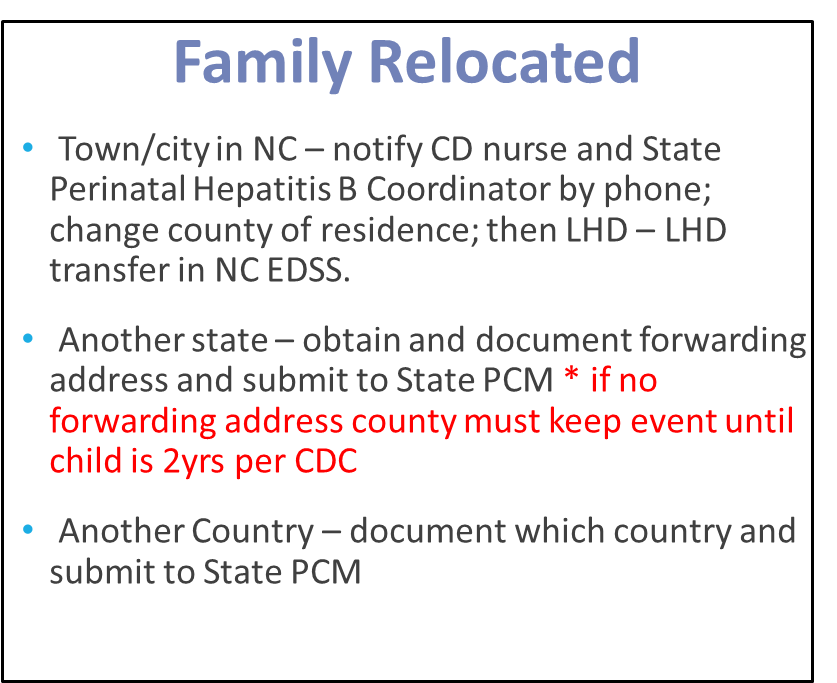 Family Relocated
• Town/city in NC – notify CD nurse and State
Perinatal Hepatitis B Coordinator by phone;
change county of residence; then LHD – LHD
transfer in NC EDSS.
• Another state – obtain and document forwarding
address and submit to State PCM * if no
forwarding address county must keep event until
child is 2yrs per CDC
• Another Country – document which country and
submit to State PCM